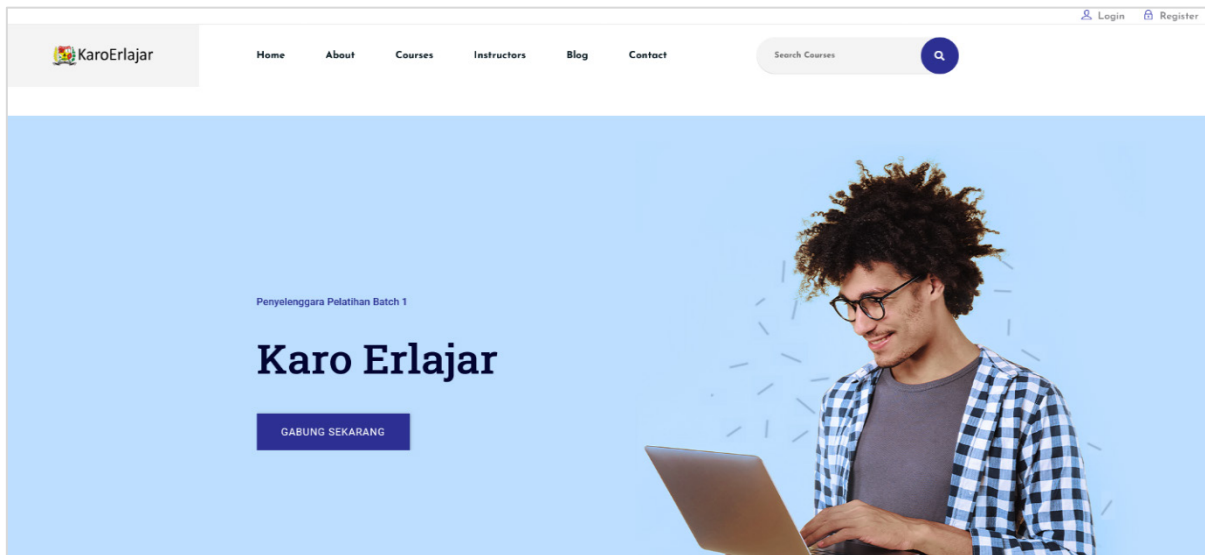 Login Register
KaroErlajar Home About Courses Instructors Blog Contact Search Courses
Penyelenggara Pelatihan Batch 1
Karo Erlajar
GABUNG SEKARANG